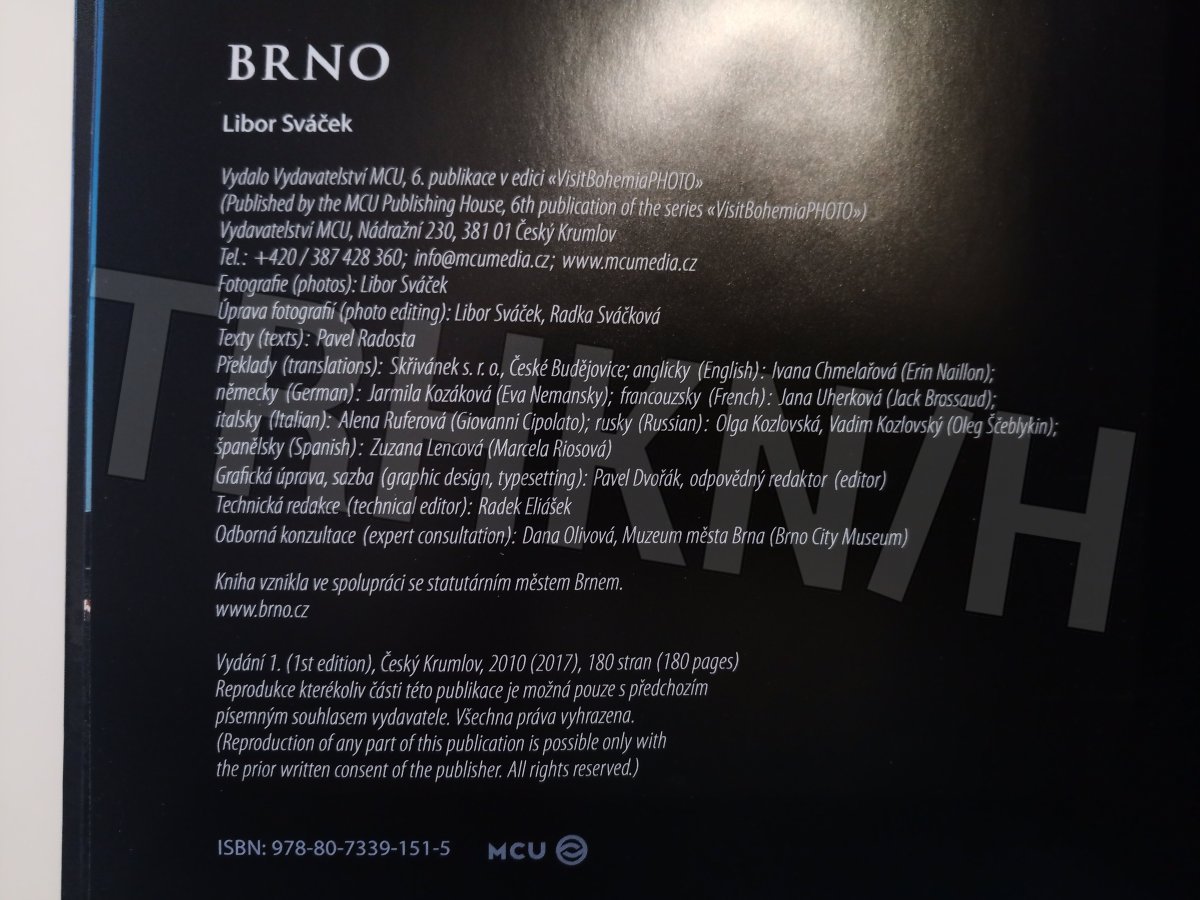 BRNO
Libor Sváček
Vydalo Vydavatelství MCU, 6. publikace v edici «VisitBohemiaPHOTO»
(Published by the MCU Publishing House, 6th publication of the series «VisitBohemiaPHOTO»)
Vydavatelství MCU, Nádražní 230, 381 01 Český Krumlov
Tel.: +420 / 387 428 360; info@mcumedia.cz; www.mcumedia.cz
Fotografie (photos): Libor Sváček
Úprava fotografií (photo editing): Libor Sváček, Radka Sváčková
Texty (texts): Pavel Radosta
Překlady (translations): Skřivánek s. r. o., České Budějovice; anglicky (English): Ivana Chmelařová (Erin Naillon);
německy (German): Jarmila Kozáková (Eva Nemansky); francouzsky (French): Jana Uherková (Jack Brossaud);
italsky (Italian): Alena Ruferová (Giovanni Cipolato); rusky (Russian): Olga Kozlovská, Vadim Kozlovský (Oleg Ščeblykin);
španělsky (Spanish): Zuzana Lencová (Marcela Riosová)
Grafická úprava, sazba (graphic design, typesetting): Pavel Dvořák, odpovědný redaktor (editor)
Technická redakce (technical editor): Radek Eliášek
Odborná konzultace (expert consultation): Dana Olivová, Muzeum města Brna (Brno City Museum)
Kniha vznikla ve spolupráci se statutárním městem Brnem.
www.brno.cz
Vydání 1. (1st edition), Český Krumlov, 2010 (2017), 180 stran (180 pages)
Reprodukce kterékoliv části této publikace je možná pouze s předchozím
písemným souhlasem vydavatele. Všechna práva vyhrazena.
(Reproduction of any part of this publication is possible only with
the prior written consent of the publisher. All rights reserved.)
ISBN: 978-80-7339-151-5 MCU
TRHKNIH